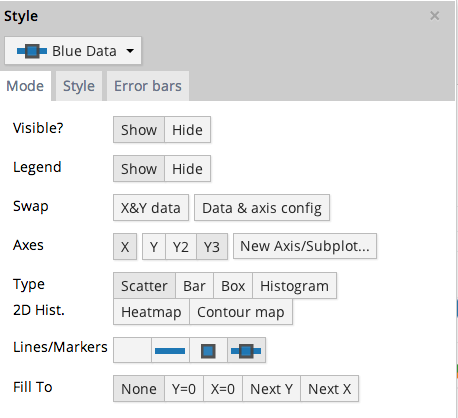 Style ×
Blue Data
Mode Style Error bars
Visible? Show Hide
Legend Show Hide
Swap X&Y data Data & axis config
Axes X Y Y2 Y3 New Axis/Subplot...
Type Scatter Bar Box Histogram
2D Hist. Heatmap Contour map
Lines/Markers
Fill To None Y=0 X=0 Next Y Next X